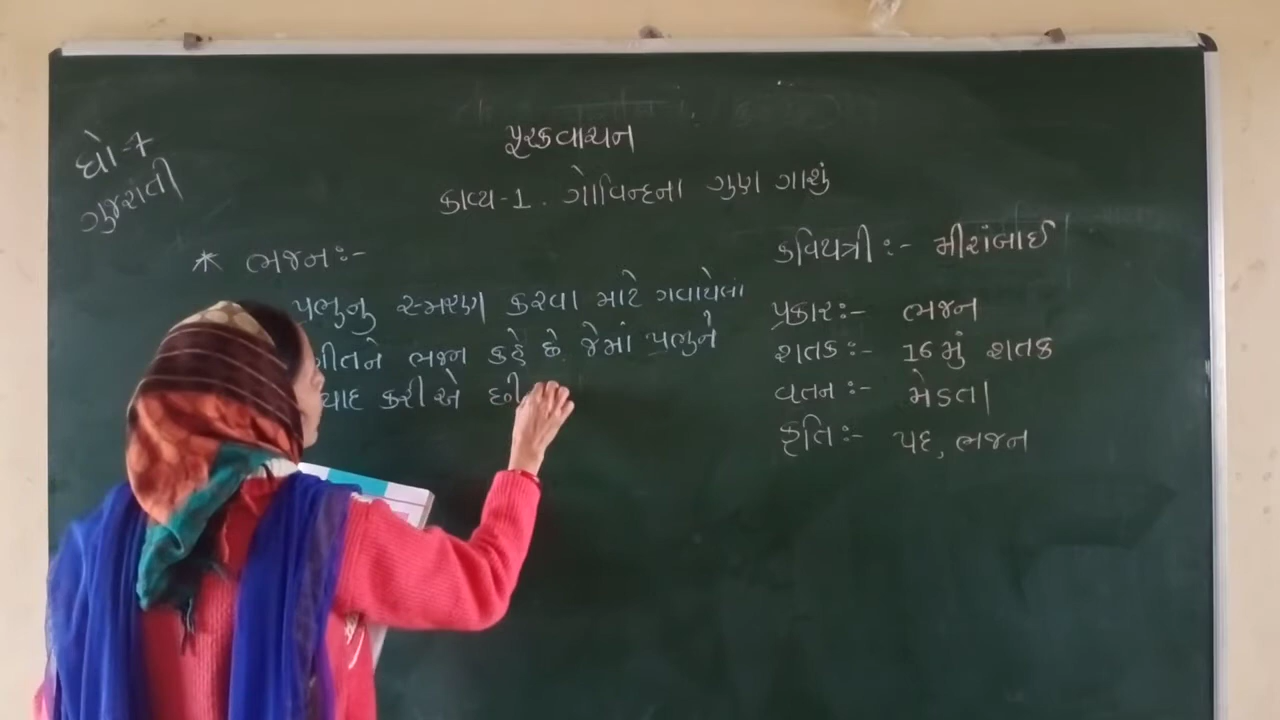 ધો-7
ગુજરાતી
પૂરકવાચન
કાવ્ય-1. ગોવિન્દના ગુણ ગાશું
* ભજનઃ-
પ્રભુનુ સ્મરણ કરવા માટે ગવાયેલા
ગીતને ભજન કહે છે. જેમાં પ્રભુને
યાદ કરીએ
કવિયત્રીઃ- મીરાંબાઈ
પ્રકારઃ- ભજન
શતકઃ- 16મું શતક
વતનઃ- મેડતા
કૃતિઃ- પદ, ભજન